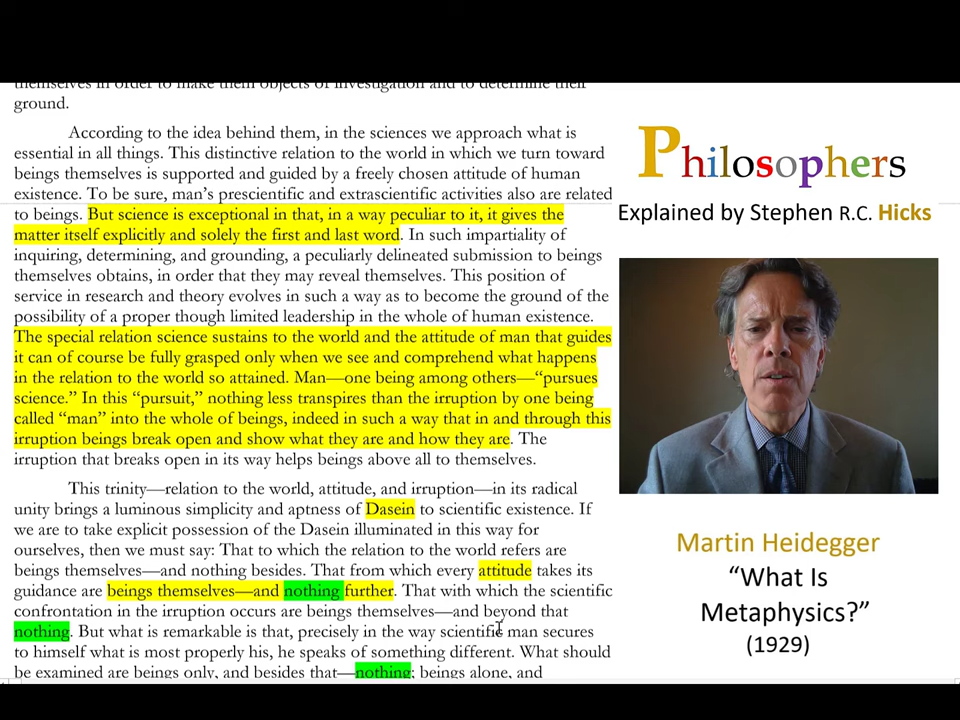 themselves in order to make them objects of investigation and to determine their
ground.
According to the idea behind them, in the sciences we approach what is
essential in all things. This distinctive relation to the world in which we turn toward
beings themselves is supported and guided by a freely chosen attitude of human
existence. To be sure, man's prescientific and extrascientific activities also are related
to beings. But science is exceptional in that, in a way peculiar to it, it gives the
matter itself explicitly and solely the first and last word. In such impartiality of
inquiring, determining, and grounding, a peculiarly delineated submission to beings
themselves obtains, in order that they may reveal themselves. This position of
service in research and theory evolves in such a way as to become the ground of the
possibility of a proper though limited leadership in the whole of human existence.
The special relation science sustains to the world and the attitude of man that guides
it can of course be fully grasped only when we see and comprehend what happens
in the relation to the world so attained. Man—one being among others—“pursues
science.” In this “pursuit,” nothing less transpires than the irruption by one being
called “man” into the whole of beings, indeed in such a way that in and through this
irruption beings break open and show what they are and how they are. The
irruption that breaks open in its way helps beings above all to themselves.
This trinity—relation to the world, attitude, and irruption—in its radical
unity brings a luminous simplicity and aptness of Dasein to scientific existence. If
we are to take explicit possession of the Dasein illuminated in this way for
ourselves, then we must say: That to which the relation to the world refers are
beings themselves—and nothing besides. That from which every attitude takes its
guidance are beings themselves—and nothing further. That with which the scientific
confrontation in the irruption occurs are beings themselves—and beyond that
nothing. But what is remarkable is that, precisely in the way scientific man secures
to himself what is most properly his, he speaks of something different. What should
be examined are beings only, and besides that—nothing; beings alone, and
Philosophers
Explained by Stephen R.C. Hicks
Martin Heidegger
“What Is
Metaphysics?”
(1929)